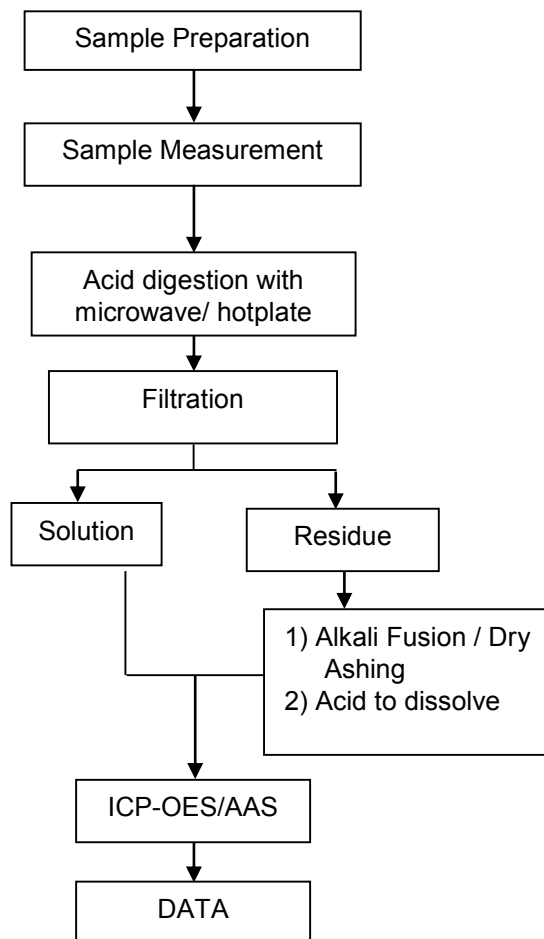 Sample Preparation
Sample Measurement
Acid digestion with
microwave/ hotplate
Filtration
Solution
Residue
1) Alkali Fusion / Dry
Ashing
2) Acid to dissolve
ICP-OES/AAS
DATA